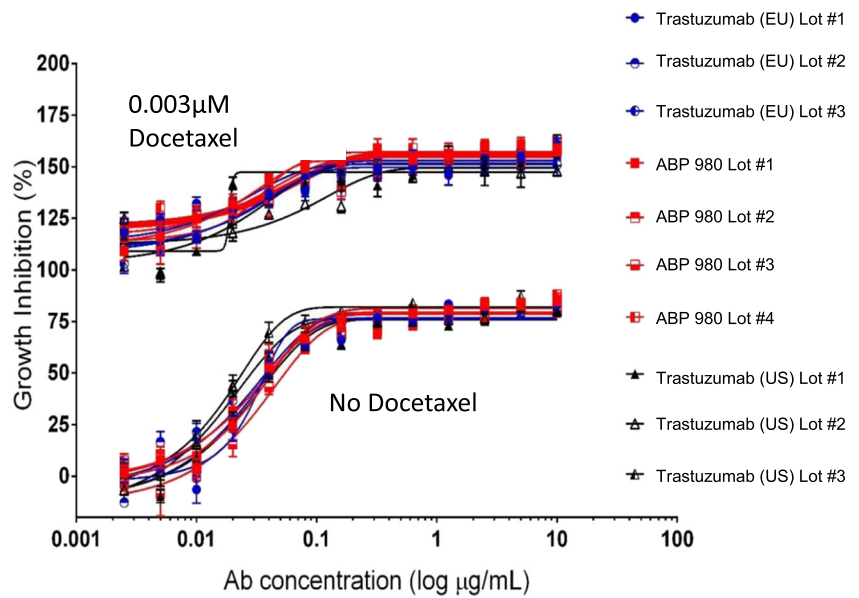 Trastuzumab (EU) Lot #1
Trastuzumab (EU) Lot #2
Trastuzumab (EU) Lot #3
ABP 980 Lot #1
ABP 980 Lot #2
ABP 980 Lot #3
ABP 980 Lot #4
Trastuzumab (US) Lot #1
Trastuzumab (US) Lot #2
Trastuzumab (US) Lot #3
Growth Inhibition (%)
200
175
150
125
100
75
50
25
0
0.003µM
Docetaxel
No Docetaxel
0.001
0.01
0.1
1
10
100
Ab concentration (log µg/mL)